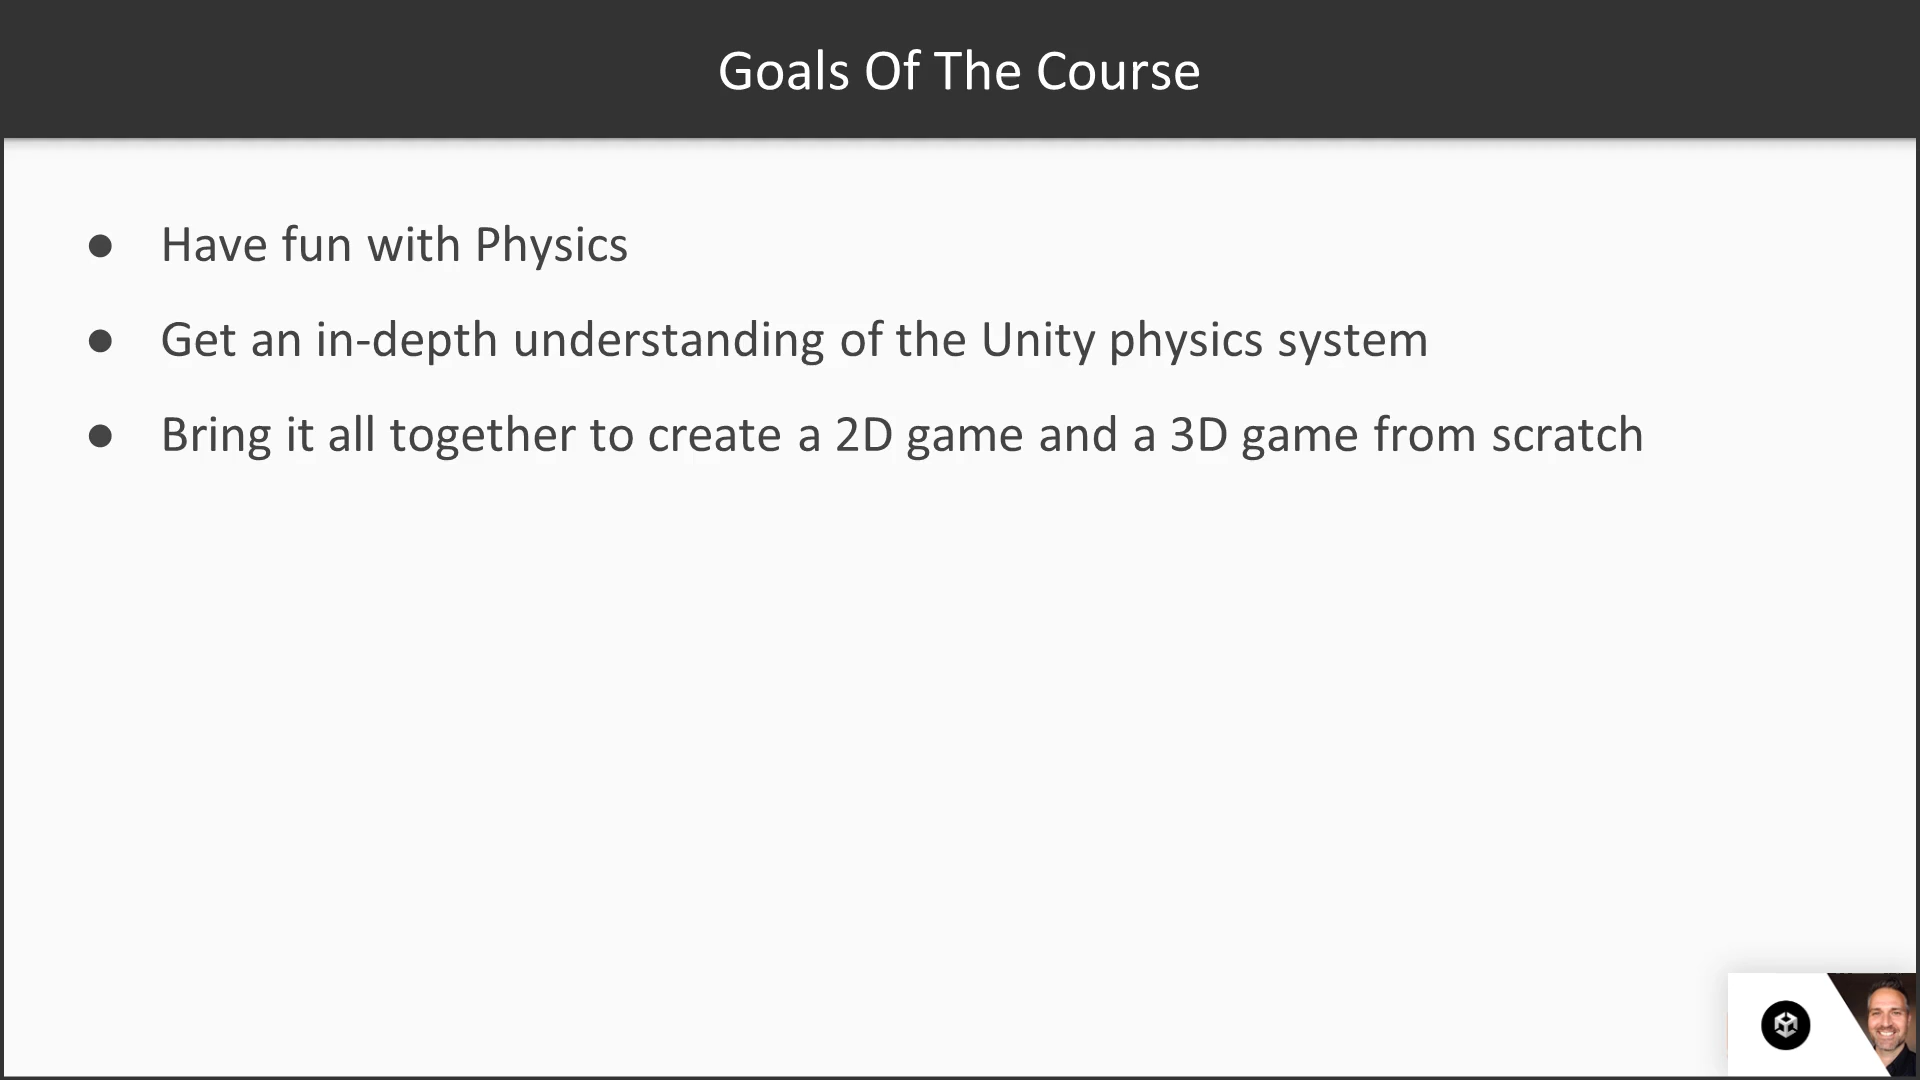 Goals Of The Course
● Have fun with Physics
● Get an in-depth understanding of the Unity physics system
● Bring it all together to create a 2D game and a 3D game from scratch